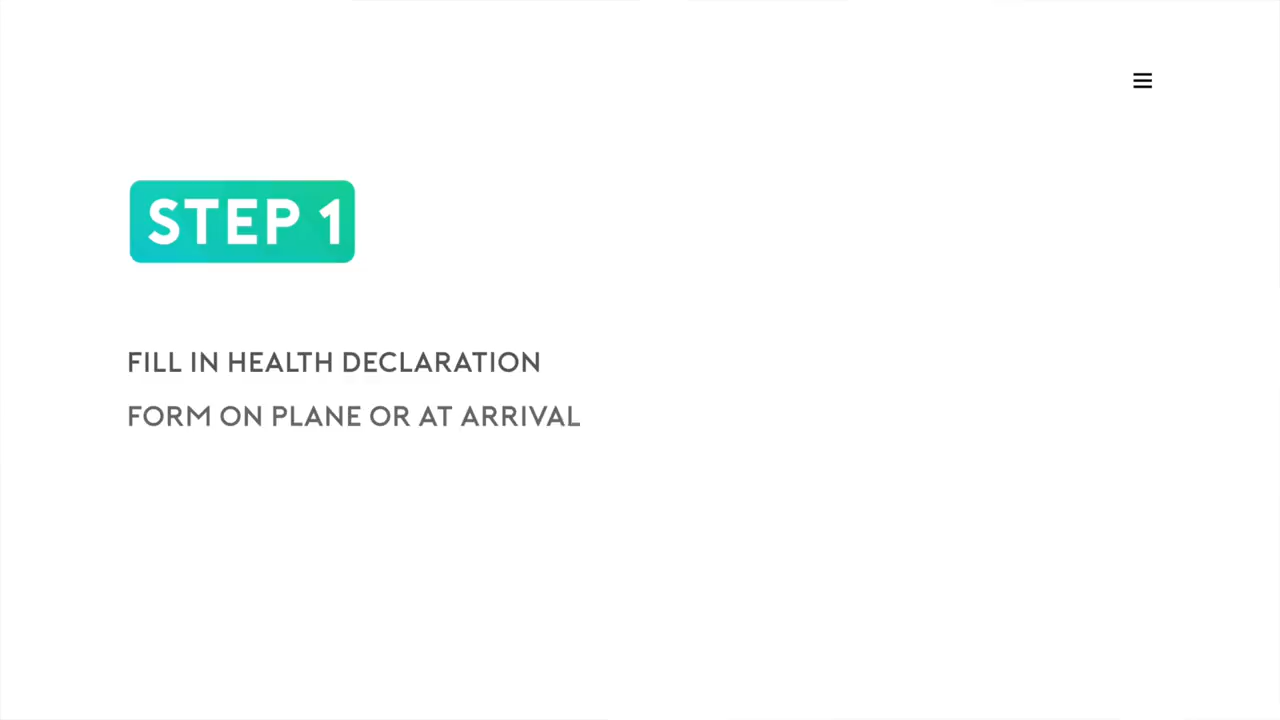 STEP 1
FILL IN HEALTH DECLARATION
FORM ON PLANE OR AT ARRIVAL